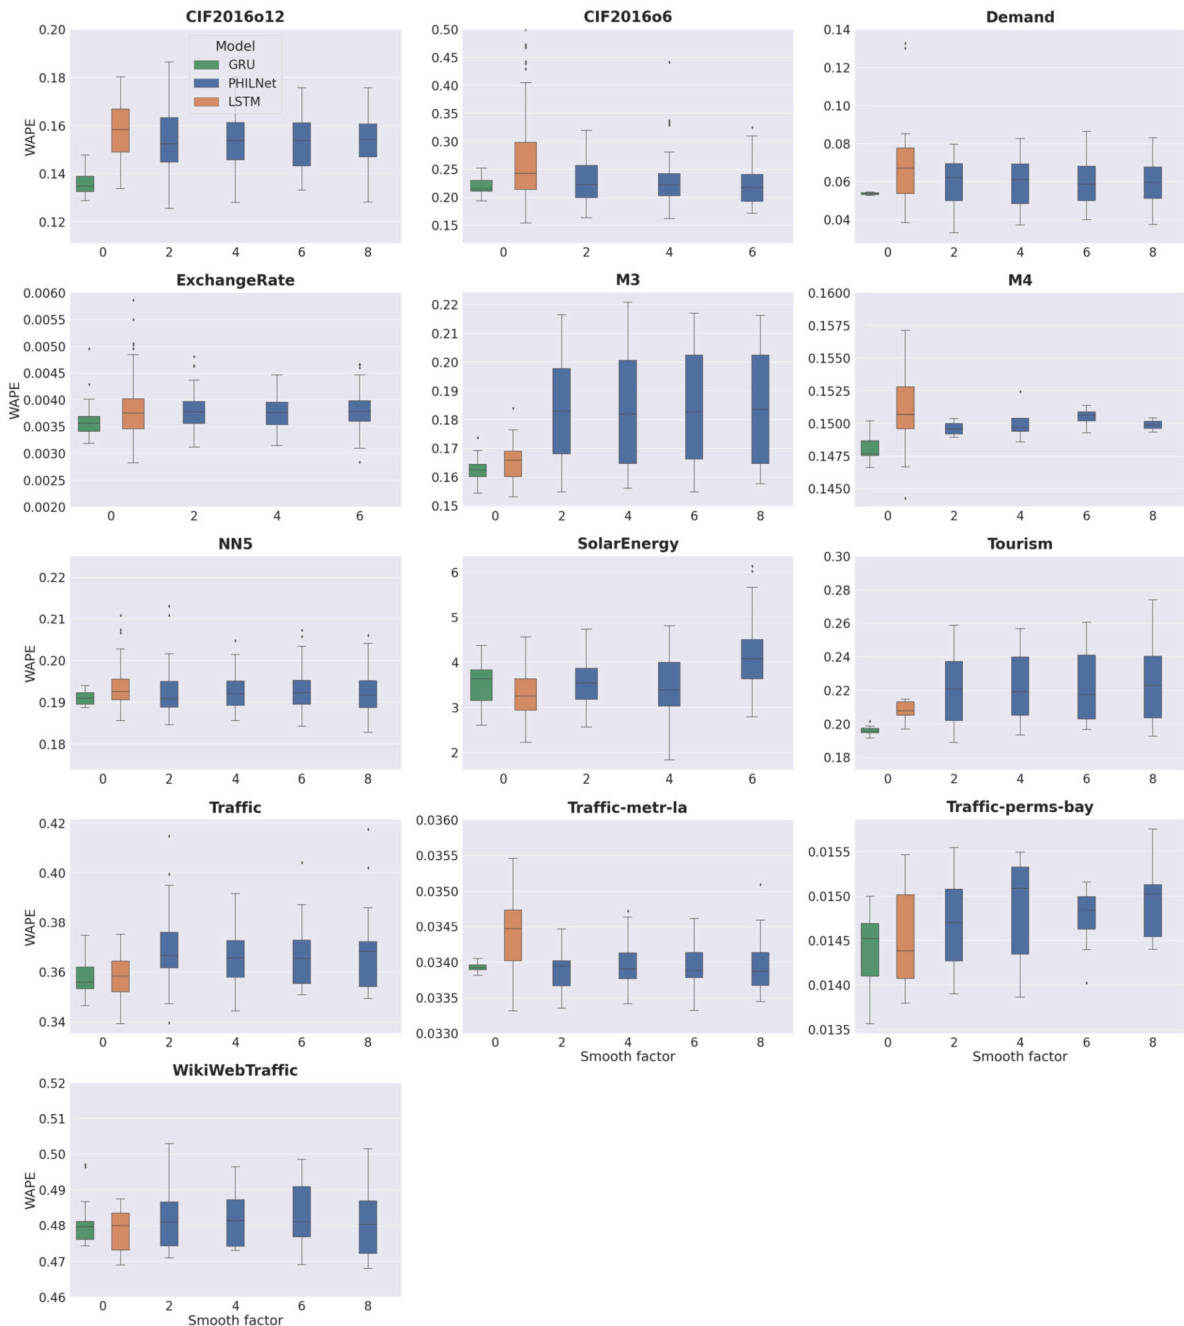 CIF2016o12
CIF2016o6
Demand
0.20
0.18
0.16
0.14
0.12
WAPE
Model
GRU
PHILNet
LSTM
0 2 4 6 8
0.50
0.45
0.40
0.35
0.30
0.25
0.20
0.15
0 2 4 6
0.14
0.12
0.10
0.08
0.06
0.04
0 2 4 6 8
ExchangeRate
M3
M4
0.0060
0.0055
0.0050
0.0045
0.0040
0.0035
0.0030
0.0025
0.0020
WAPE
0 2 4 6
0.22
0.21
0.20
0.19
0.18
0.17
0.16
0.15
0 2 4 6 8
0.1600
0.1575
0.1550
0.1525
0.1500
0.1475
0.1450
0 2 4 6 8
NN5
SolarEnergy
Tourism
0.22
0.21
0.20
0.19
0.18
WAPE
0 2 4 6 8
6
5
4
3
2
0 2 4 6
0.30
0.28
0.26
0.24
0.22
0.20
0.18
0 2 4 6 8
Traffic
Traffic-metr-la
Traffic-perms-bay
0.42
0.40
0.38
0.37
0.36
0.34
WAPE
0 2 4 6 8
0.0360
0.0355
0.0350
0.0345
0.0340
0.0335
0.0330
0 2 4 6 8
Smooth factor
0.0155
0.0150
0.0145
0.0140
0.0135
0 2 4 6 8
Smooth factor
WikiWebTraffic
0.52
0.51
0.50
0.49
0.48
0.47
0.46
WAPE
0 2 4 6 8
Smooth factor